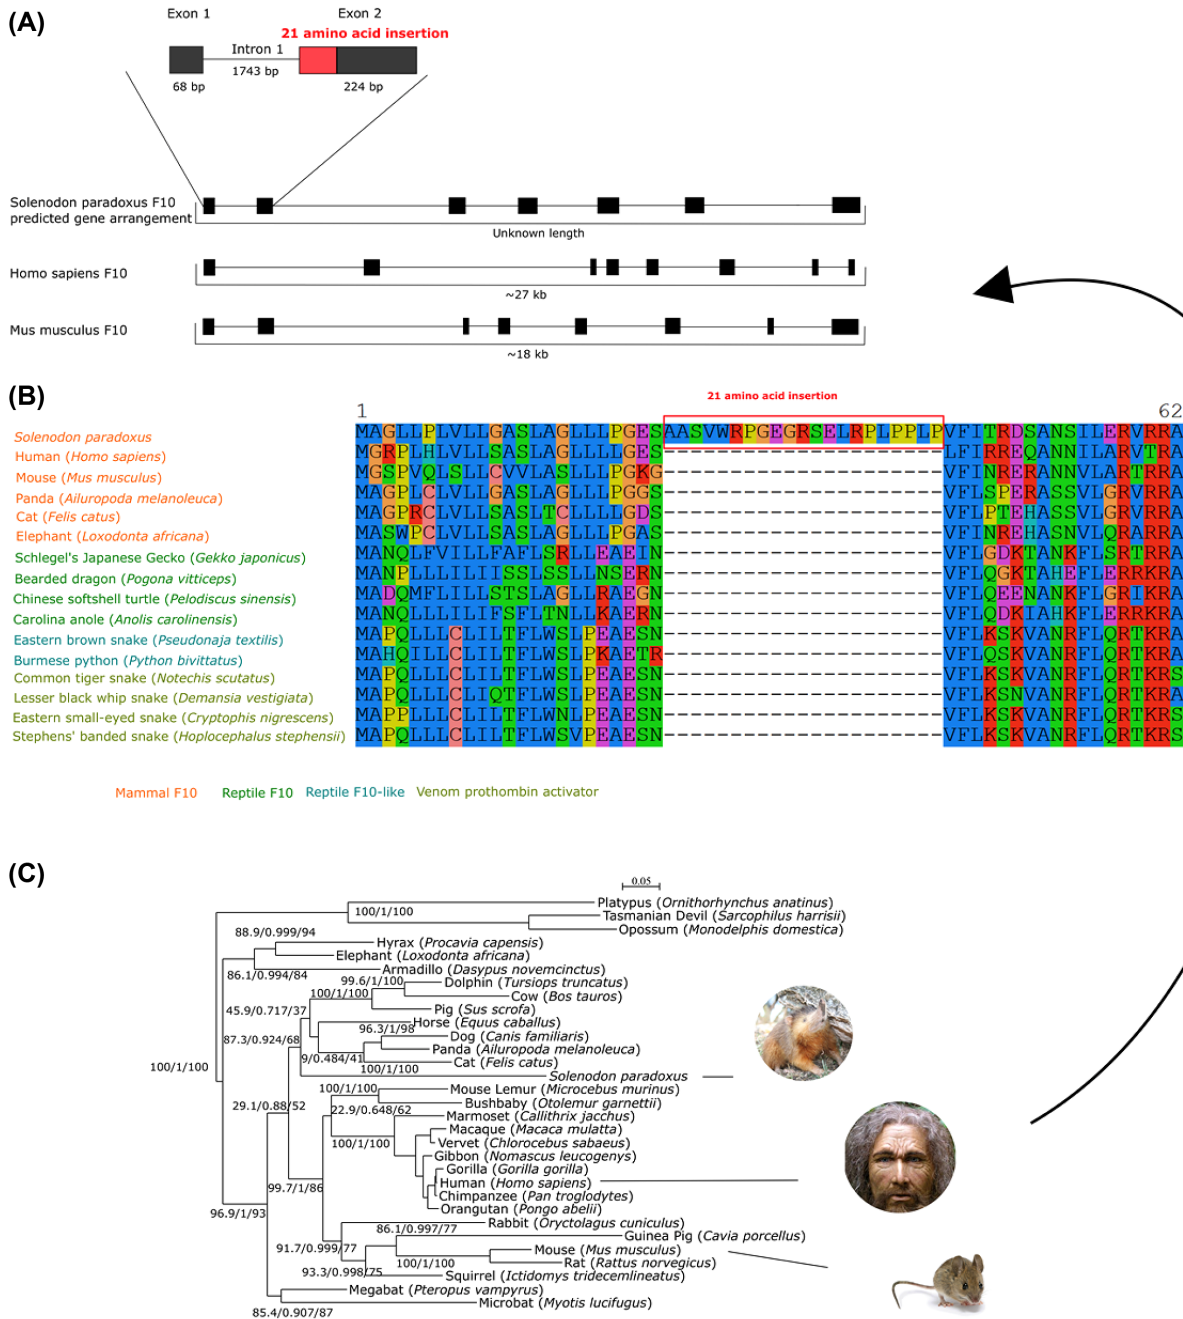 (A)
Exon 1
Exon 2
21 amino acid insertion
Intron 1
1743 bp
68 bp
224 bp
Solenodon paradoxus F10
predicted gene arrangement
Unknown length
Homo sapiens F10
~27 kb
Mus musculus F10
~18 kb
(B)
21 amino acid insertion
1
62
Solenodon paradoxus
MAGLLPLVLLGASLAGLLLPGESAASVWRPGEGRSELRPLPPLPVFITRDSANSILERVRRA
Human (Homo sapiens)
MGRPLHLVLLSASLAGLLLLGES---------------------LFIRREQANNILARVTRA
Mouse (Mus musculus)
MGSPVQLSLLCVVLASLLLPGKG---------------------VFINRERANNVLARVTRA
Panda (Ailuropoda melanoleuca)
MAGPLCLVLLGASLAGLLLPGGS---------------------VFLSPERASSVLGRVRRA
Cat (Felis catus)
MAGPRCLVLLSASLTCLLLLGDS---------------------VFLPTEHASSVLGRVRRA
Elephant (Loxodonta africana)
MASWPCLVLLSASLAGLLLPGAS---------------------VFINREHASNVLARVRRA
Schlegel's Japanese Gecko (Gekko japonicus)
MANQLFVILLFAFLSRLLEAEIN---------------------VFLGDKTANKFLSRTRRA
Bearded dragon (Pogona vitticeps)
MANPLLLILILSSLSSLLNSERN---------------------VFLQGKTAHEFLERRKRA
Chinese softshell turtle (Pelodiscus sinensis)
MADQMFLILLSTSLAGLLRAEGN---------------------VFLQEENANKFLGRIKRA
Carolina anole (Anolis carolinensis)
MANQLLLILLFSFLTNLLKAERN---------------------VFLQDKTAHKFLERTKRA
Eastern brown snake (Pseudonaja textilis)
MAPQLLLCLILTFLWSLPEAESN---------------------VFLKSKVANRFLQRTKRA
Burmese python (Python bivittatus)
MAHQILLCLILTFLWSLPKAETR---------------------VFLQSKVANRFLQRTKRA
Common tiger snake (Notechis scutatus)
MAPQLLLCLILTFLWSLPEAESN---------------------VFLKSKVANRFLQRTKRS
Lesser black whip snake (Demansia vestigiata)
MAPQLLLCLIQTFLWSLPEAESN---------------------VFLKSNVANRFLQRTKRA
Eastern small-eyed snake (Cryptophis nigrescens)
MAPPLLLCLILTFLWNLPEAESN---------------------VFLKSKVANRFLQRTKRS
Stephens' banded snake (Hoplocephalus stephensii)
MAPQLLLCLILTFLWSVPEAESN---------------------VFLKSKVANRFLQRTKRS
Mammal F10 Reptile F10 Reptile F10-like Venom prothombin activator
(C)
0.05
Platypus (Ornithorhynchus anatinus)
100/1/100
Tasmanian Devil (Sarcophilus harrisii)
Opossum (Monodelphis domestica)
88.9/0.999/94
Hyrax (Procavia capensis)
Elephant (Loxodonta africana)
Armadillo (Dasypus novemcinctus)
86.1/0.994/84
99.6/1/100
Dolphin (Tursiops truncatus)
100/1/100
Cow (Bos tauros)
Pig (Sus scrofa)
45.9/0.717/37
Horse (Equus caballus)
96.3/1/98
Dog (Canis familiaris)
87.3/0.924/68
Panda (Ailuropoda melanoleuca)
9/0.484/41
Cat (Felis catus)
100/1/100
100/1/100
Solenodon paradoxus
100/1/100
Mouse Lemur (Microcebus murinus)
Bushbaby (Otolemur garnettii)
29.1/0.88/52
22.9/0.648/62
Marmoset (Callithrix jacchus)
Macaque (Macaca mulatta)
100/1/100
Vervet (Chlorocebus sabaeus)
Gibbon (Nomascus leucogenys)
Gorilla (Gorilla gorilla)
Human (Homo sapiens)
99.7/1/86
Chimpanzee (Pan troglodytes)
Orangutan (Pongo abelii)
96.9/1/93
Rabbit (Oryctolagus cuniculus)
86.1/0.997/77
Guinea Pig (Cavia porcellus)
91.7/0.999/77
Mouse (Mus musculus)
100/1/100
Rat (Rattus norvegicus)
93.3/0.998/75
Squirrel (Ictidomys tridecemlineatus)
Megabat (Pteropus vampyrus)
Microbat (Myotis lucifugus)
85.4/0.907/87